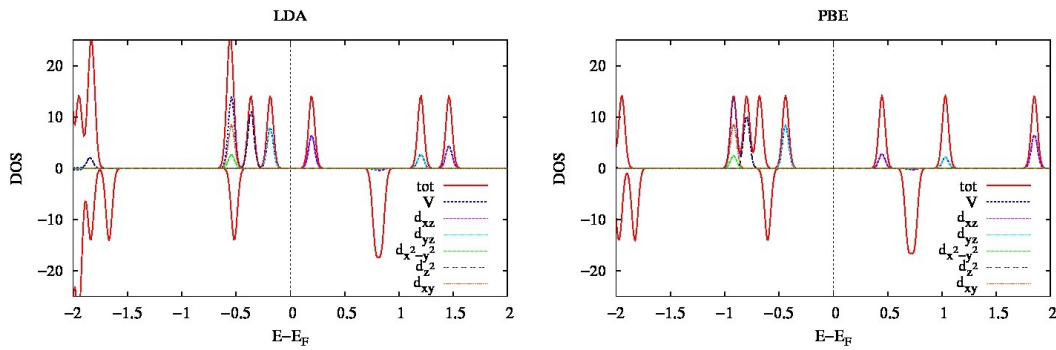 LDA
20
10
0
−10
−20
DOS
tot
V
d_xz
d_yz
d_x²−y²
d_z²
d_xy
−2
−1.5
−1
−0.5
0
0.5
1
1.5
2
E−E_F
PBE
20
10
0
−10
−20
DOS
tot
V
d_xz
d_yz
d_x²−y²
d_z²
d_xy
−2
−1.5
−1
−0.5
0
0.5
1
1.5
2
E−E_F